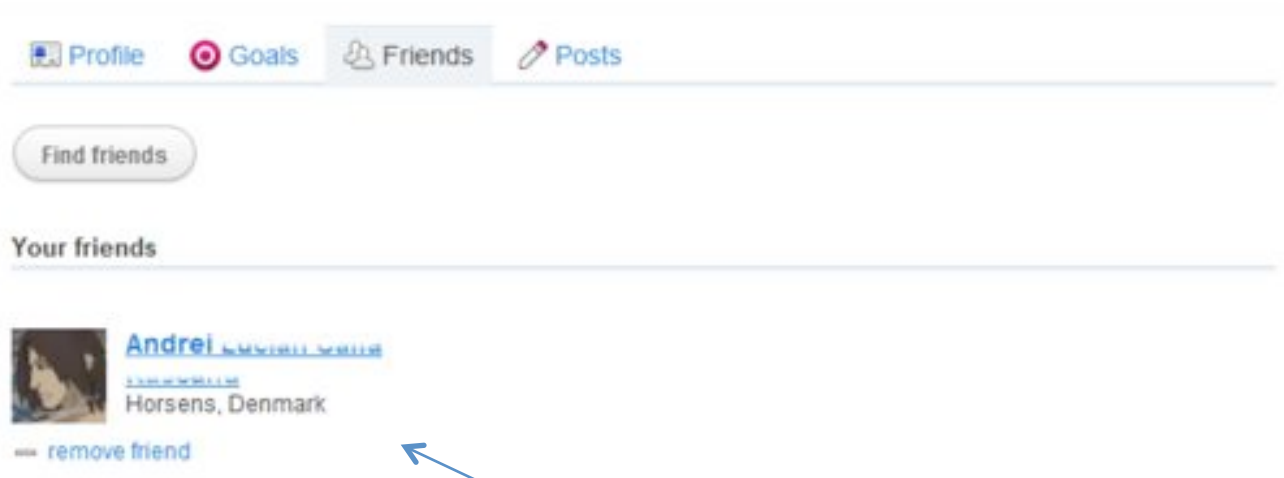 Profile Goals Friends Posts
Find friends
Your friends
Andrei
Horsens, Denmark
remove friend